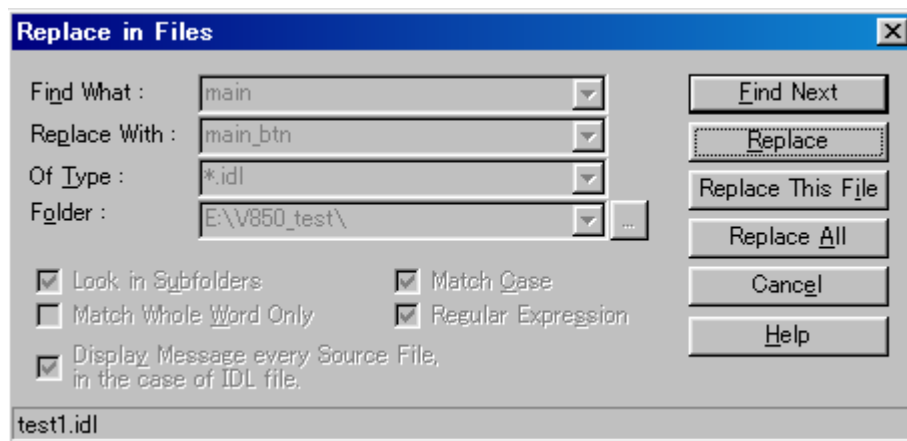 Replace in Files
Find What :
main
Find Next
Replace With :
main_btn
Replace
Of Type :
*.idl
Replace This File
Folder :
E:\V850_test\
...
Replace All
Look in Subfolders
Match Case
Cancel
Match Whole Word Only
Regular Expression
Help
Display Message every Source File,
in the case of IDL file.
test1.idl